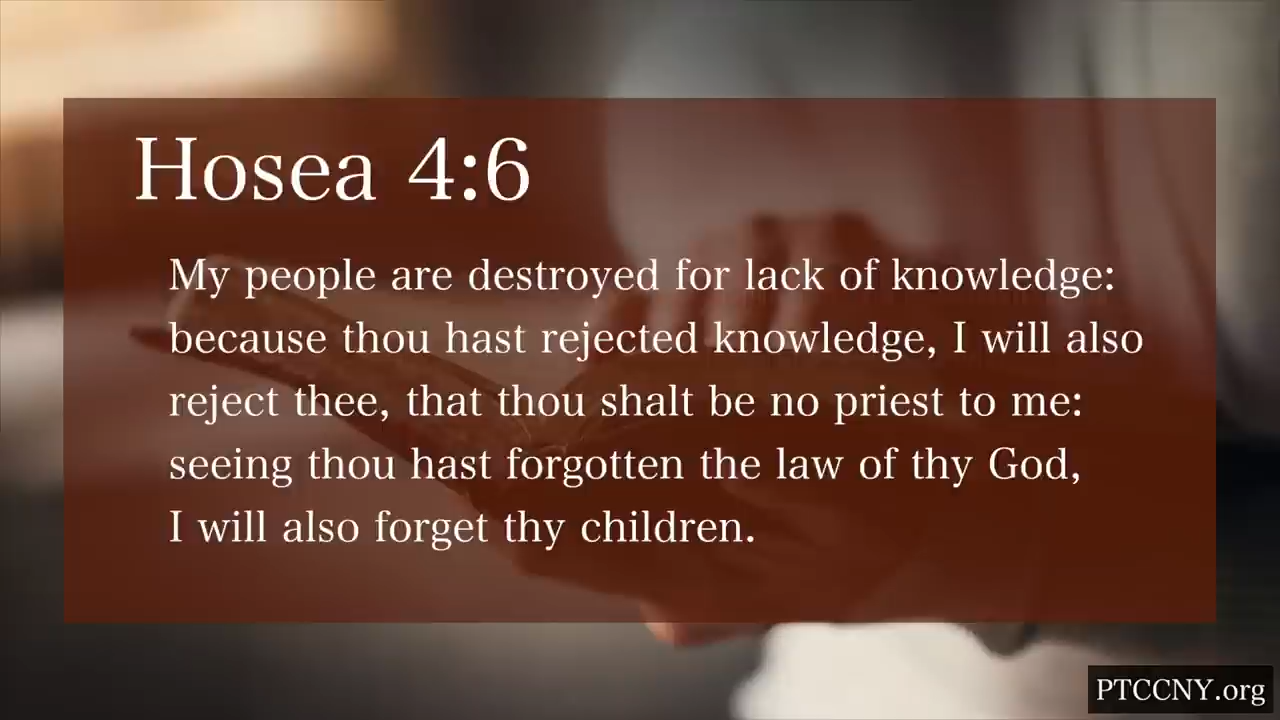 Hosea 4:6
My people are destroyed for lack of knowledge:
because thou hast rejected knowledge, I will also
reject thee, that thou shalt be no priest to me:
seeing thou hast forgotten the law of thy God,
I will also forget thy children.
PTCCNY.org